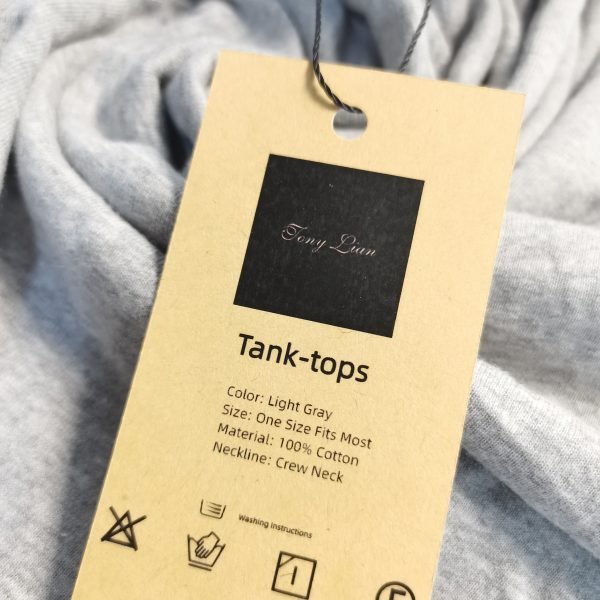 Tony Lian
Tank-tops
Color: Light Gray
Size: One Size Fits Most
Material: 100% Cotton
Neckline: Crew Neck
Washing Instructions